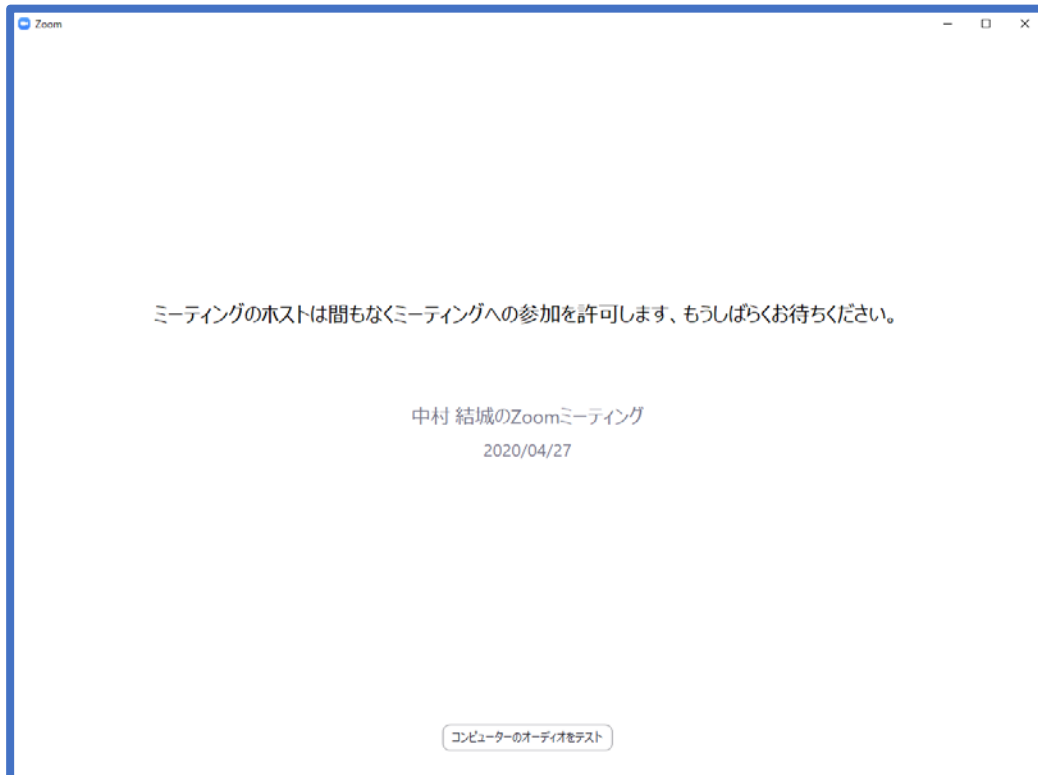 Zoom
ミーティングのホストは間もなくミーティングへの参加を許可します、もうしばらくお待ちください。
中村 結城のZoomミーティング
2020/04/27
コンピューターのオーディオをテスト